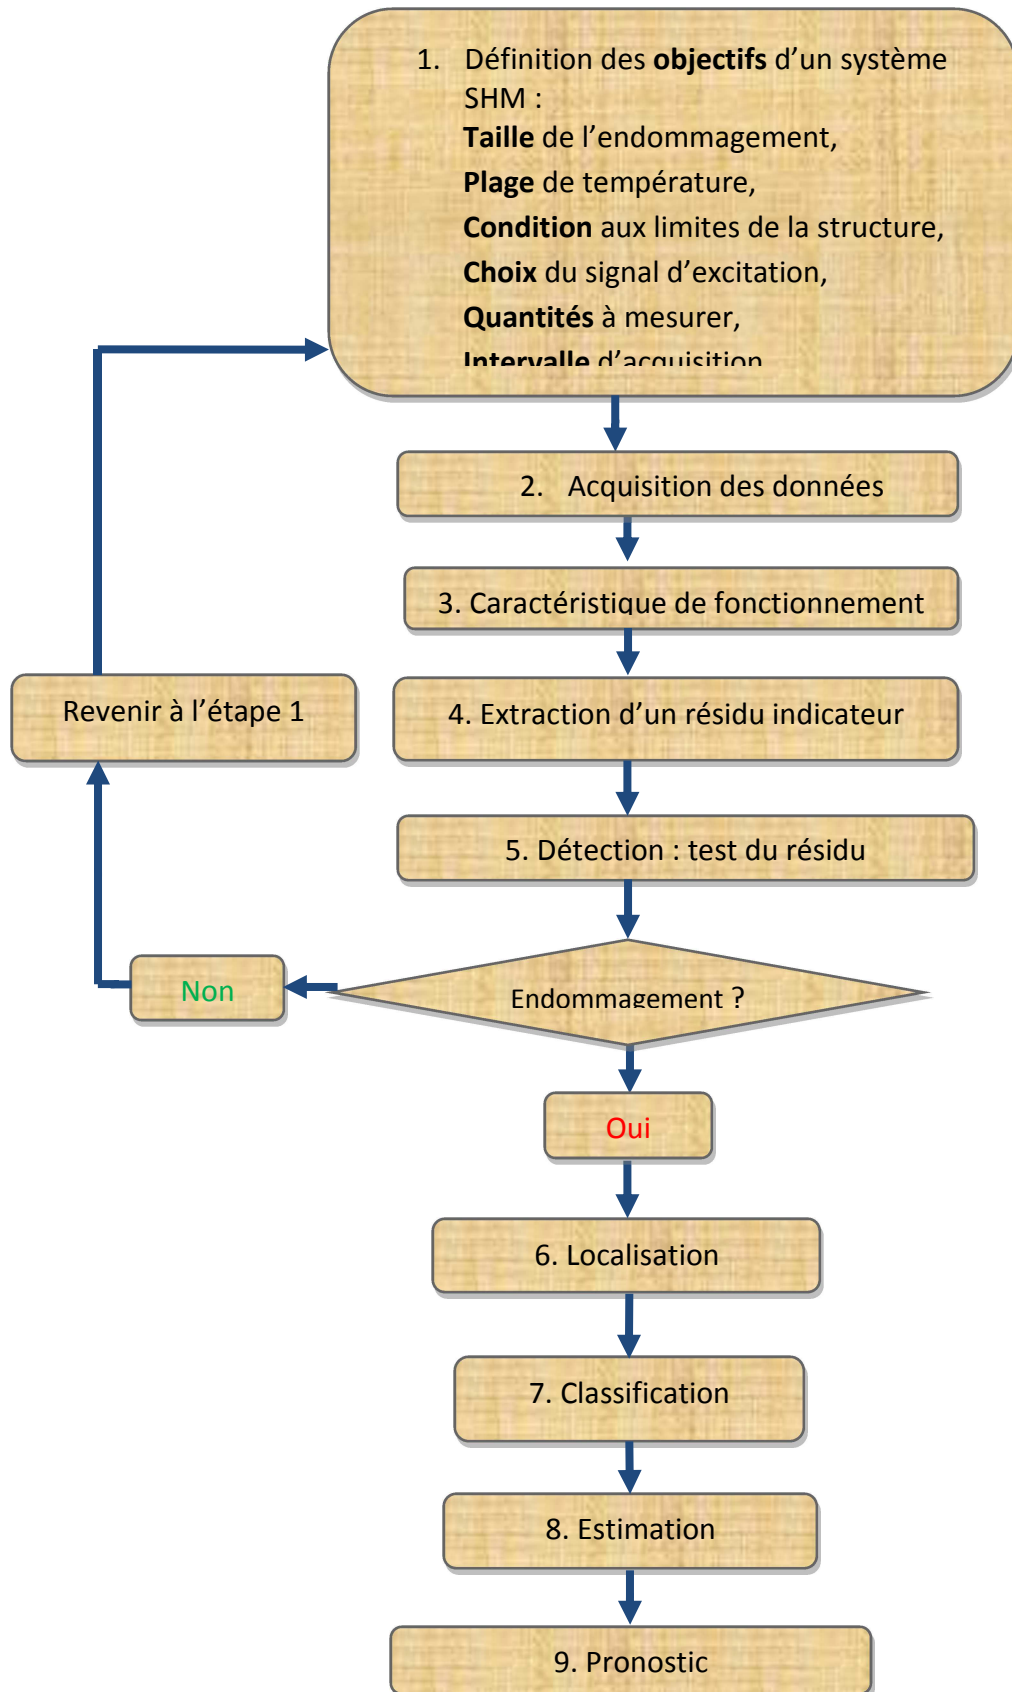 1. Définition des objectifs d’un système
SHM :
Taille de l’endommagement,
Plage de température,
Condition aux limites de la structure,
Choix du signal d’excitation,
Quantités à mesurer,
Intervalle d’acquisition
2. Acquisition des données
3. Caractéristique de fonctionnement
Revenir à l’étape 1
4. Extraction d’un résidu indicateur
5. Détection : test du résidu
Non
Endommagement ?
Oui
6. Localisation
7. Classification
8. Estimation
9. Pronostic